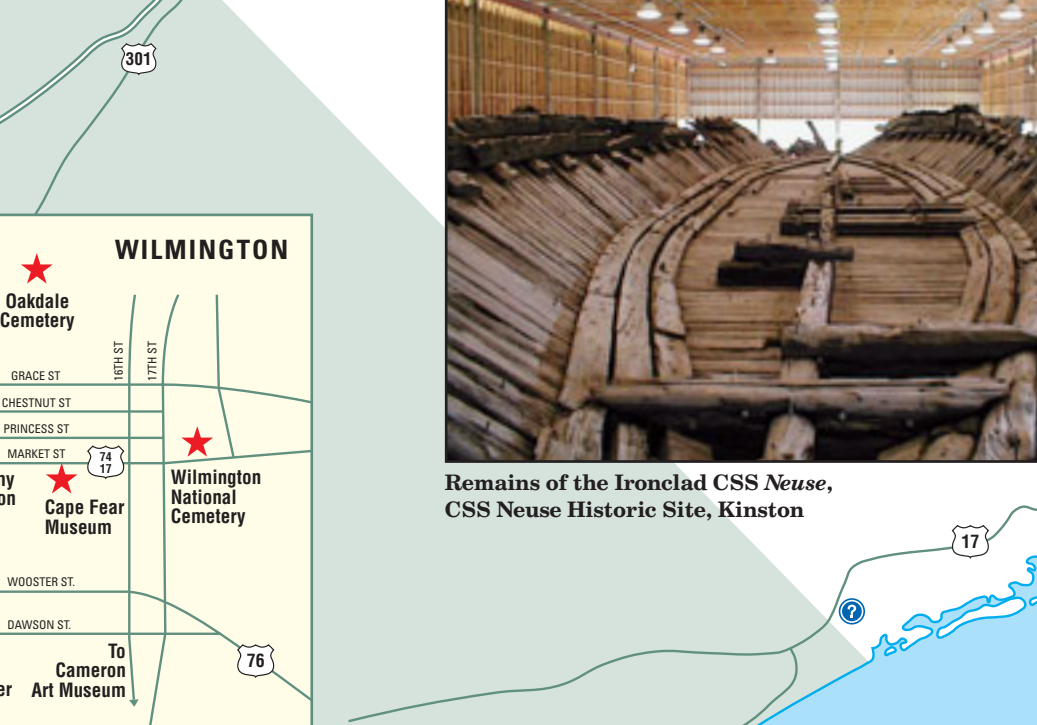 301
WILMINGTON
Oakdale
Cemetery
16TH ST
17TH ST
GRACE ST
CHESTNUT ST
PRINCESS ST
MARKET ST
74
17
Cape Fear
Museum
Wilmington
National
Cemetery
WOOSTER ST.
DAWSON ST.
To
Cameron
Art Museum
76
Remains of the Ironclad CSS Neuse,
CSS Neuse Historic Site, Kinston
17
?